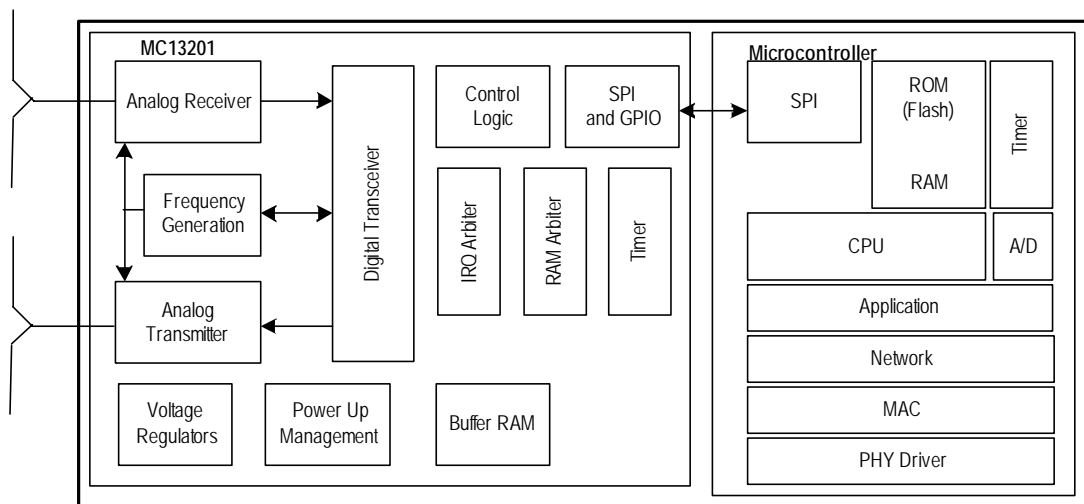 MC13201
Analog Receiver
Frequency
Generation
Analog
Transmitter
Digital Transceiver
Control
Logic
SPI
and GPIO
IRQ Arbiter
RAM Arbiter
Timer
Voltage
Regulators
Power Up
Management
Buffer RAM
Microcontroller
SPI
ROM
(Flash)
RAM
Timer
CPU
A/D
Application
Network
MAC
PHY Driver